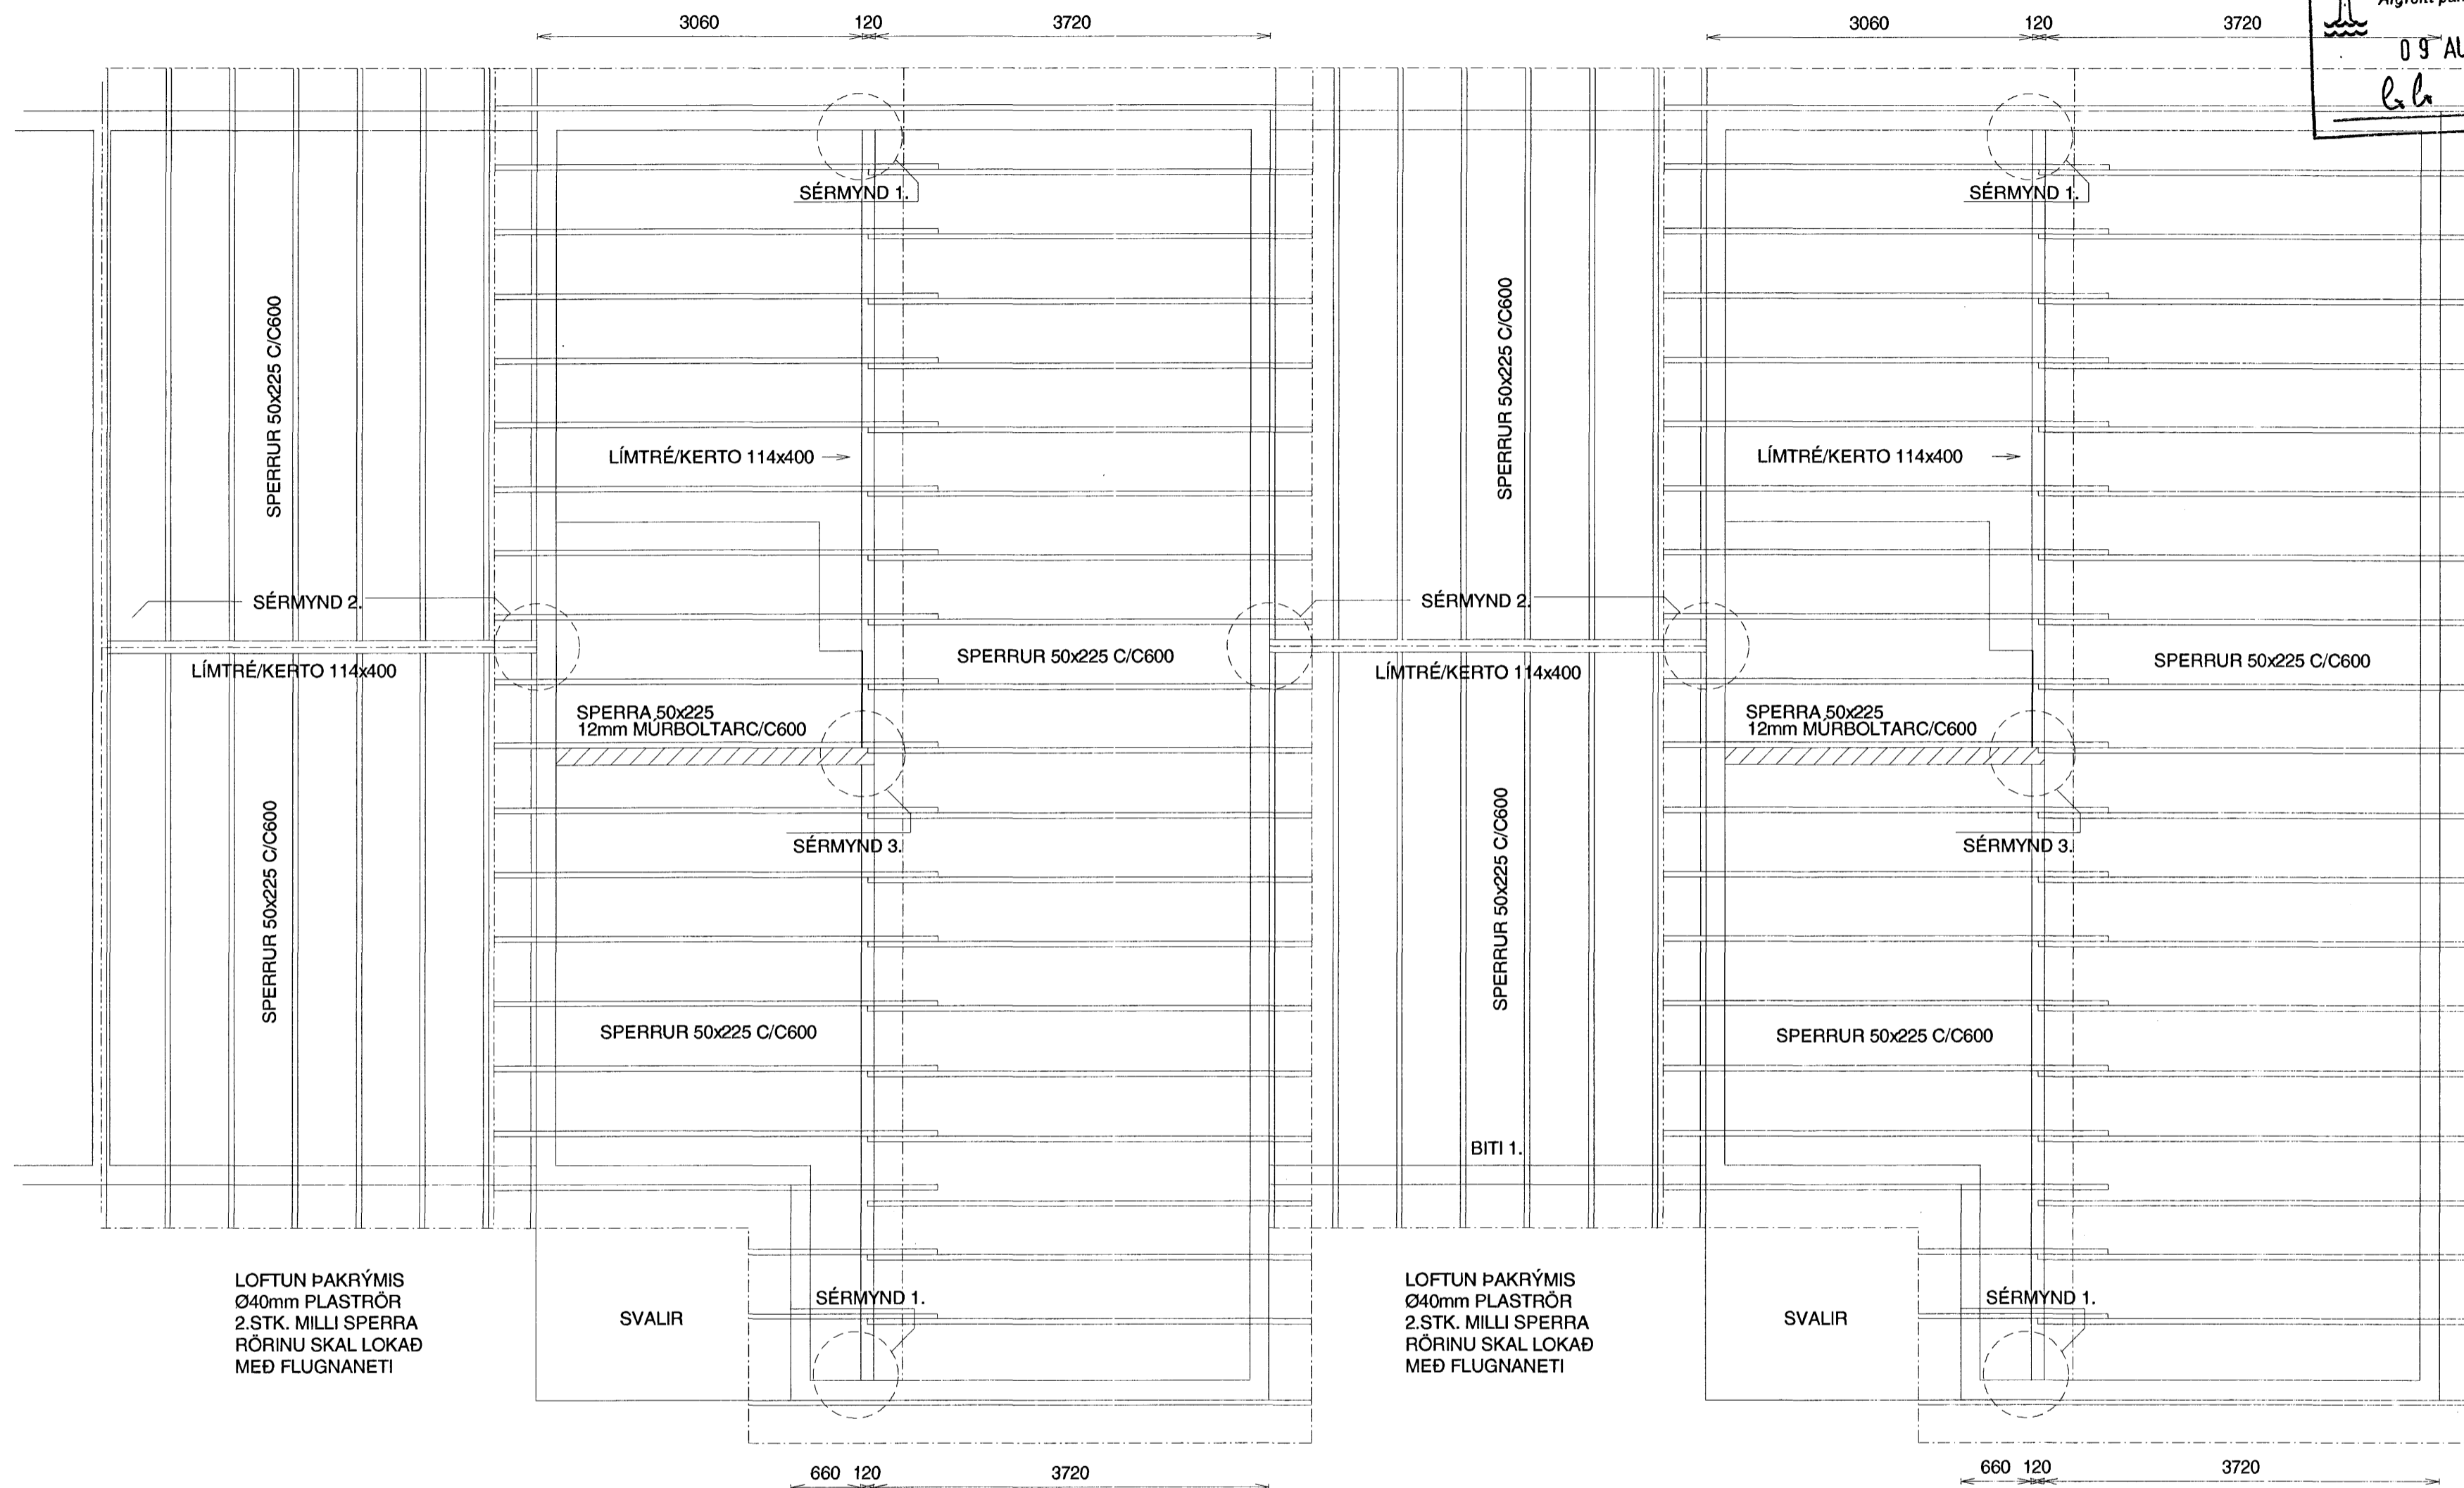 3060 120 3720 3060 120 3720
09 AU
SÉRMYND 1.
SÉRMYND 1.
SPERRUR 50x225 C/C600
SPERRUR 50x225 C/C600
LÍMTRÉ/KERTO 114x400
LÍMTRÉ/KERTO 114x400
SÉRMYND 2.
SÉRMYND 2.
LÍMTRÉ/KERTO 114x400
SPERRUR 50x225 C/C600
LÍMTRÉ/KERTO 114x400
SPERRUR 50x225 C/C600
SPERRA 50x225
12mm MÚRBOLTARC/C600
SPERRA 50x225
12mm MÚRBOLTARC/C600
SÉRMYND 3.
SÉRMYND 3.
SPERRUR 50x225 C/C600
SPERRUR 50x225 C/C600
SPERRUR 50x225 C/C600
SPERRUR 50x225 C/C600
BITI 1.
LOFTUN ÞAKRÝMIS
Ø40mm PLASTRÖR
2.STK. MILLI SPERRA
RÖRINU SKAL LOKAÐ
MEÐ FLUGNANETI
SVALIR
SÉRMYND 1.
LOFTUN ÞAKRÝMIS
Ø40mm PLASTRÖR
2.STK. MILLI SPERRA
RÖRINU SKAL LOKAÐ
MEÐ FLUGNANETI
SVALIR
SÉRMYND 1.
660 120 3720 660 120 3720